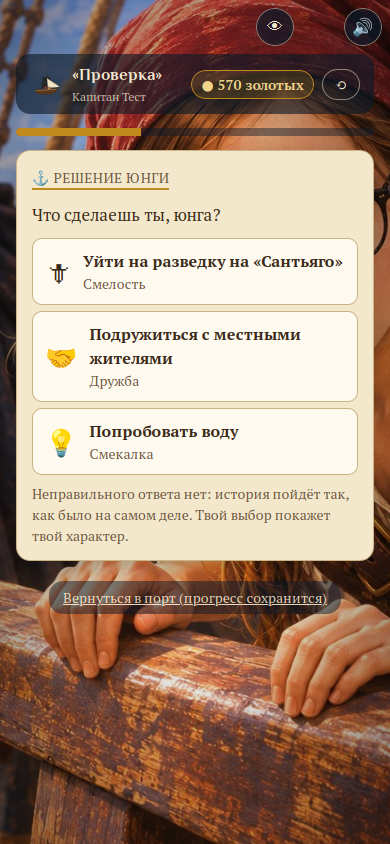 «Проверка»
Капитан Тест
570 золотых
РЕШЕНИЕ ЮНГИ
Что сделаешь ты, юнга?
Уйти на разведку на «Сантьяго»
Смелость
Подружиться с местными
жителями
Дружба
Попробовать воду
Смекалка
Неправильного ответа нет: история пойдёт так,
как было на самом деле. Твой выбор покажет
твой характер.
Вернуться в порт (прогресс сохранится)